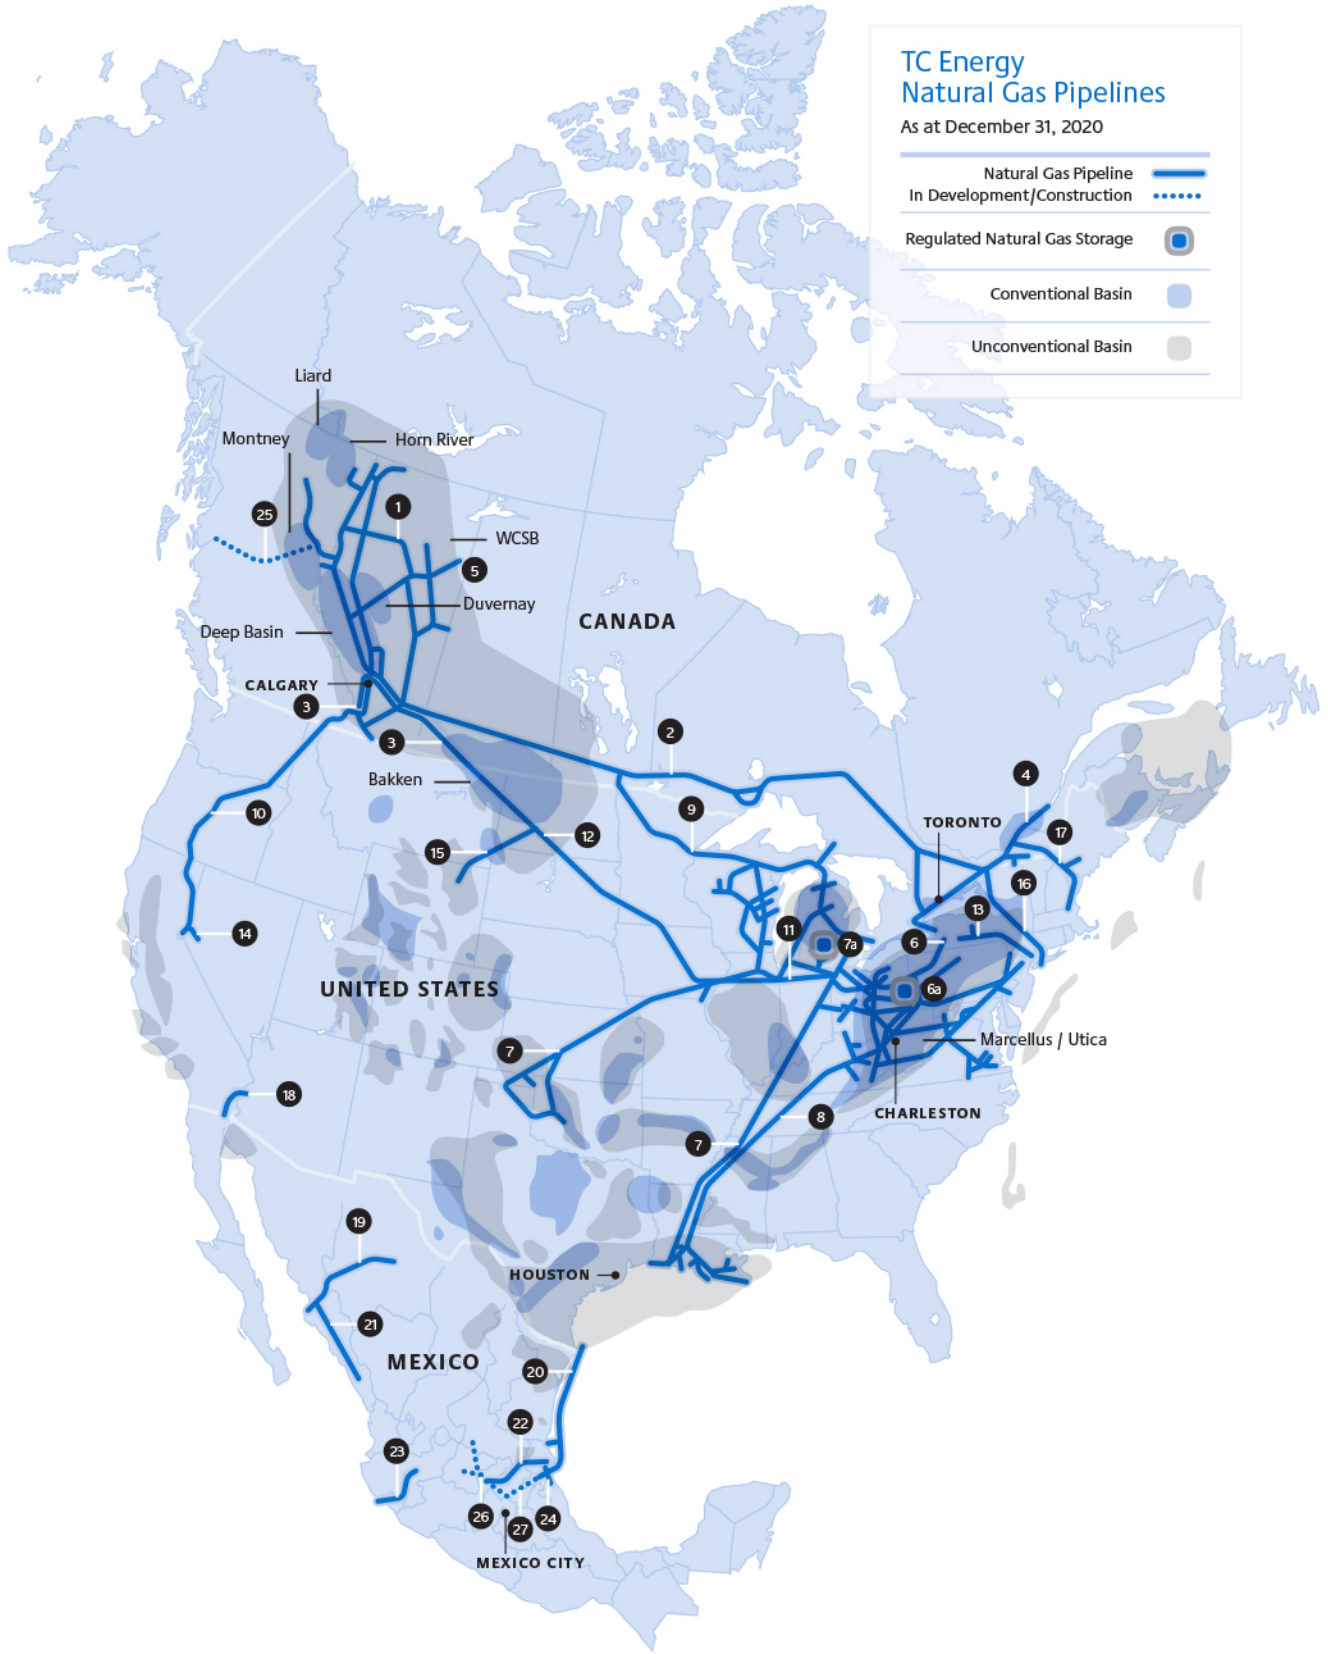 TC Energy
Natural Gas Pipelines
As at December 31, 2020
Natural Gas Pipeline
In Development/Construction
Regulated Natural Gas Storage
Conventional Basin
Unconventional Basin
Liard
Montney
Horn River
25
1
WCSB
5
Duvernay
CANADA
Deep Basin
CALGARY
3
2
3
Bakken
4
10
9
TORONTO
12
17
15
16
13
14
11
7a
6
UNITED STATES
6a
7
Marcellus / Utica
18
8
CHARLESTON
7
19
HOUSTON
21
MEXICO
20
22
23
26
27
24
MEXICO CITY